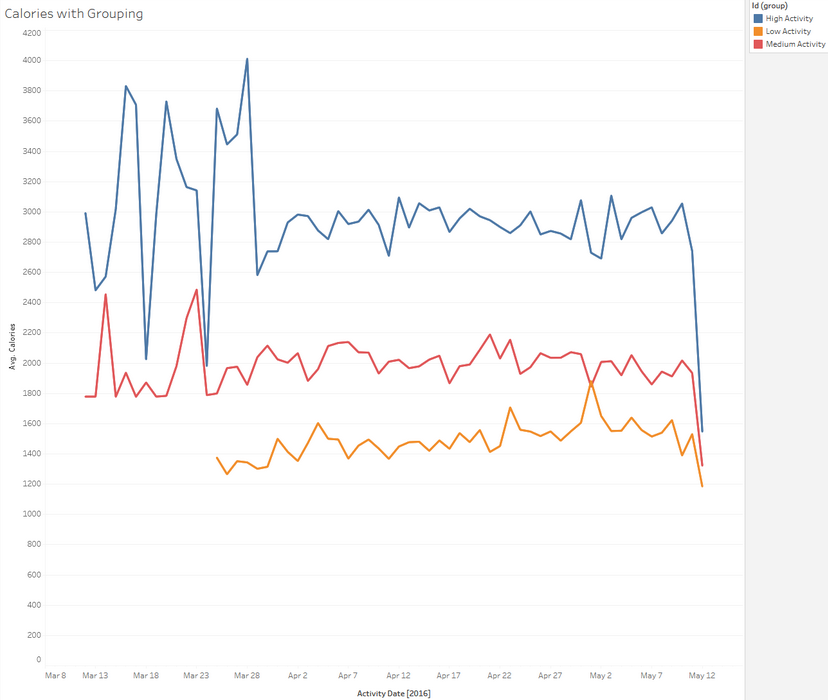 Calories with Grouping
Id (group)
High Activity
Low Activity
Medium Activity
Avg. Calories
4200
4000
3800
3600
3400
3200
3000
2800
2600
2400
2200
2000
1800
1600
1400
1200
1000
800
600
400
200
0
Mar 8 Mar 13 Mar 18 Mar 23 Mar 28 Apr 2 Apr 7 Apr 12 Apr 17 Apr 22 Apr 27 May 2 May 7 May 12
Activity Date [2016]